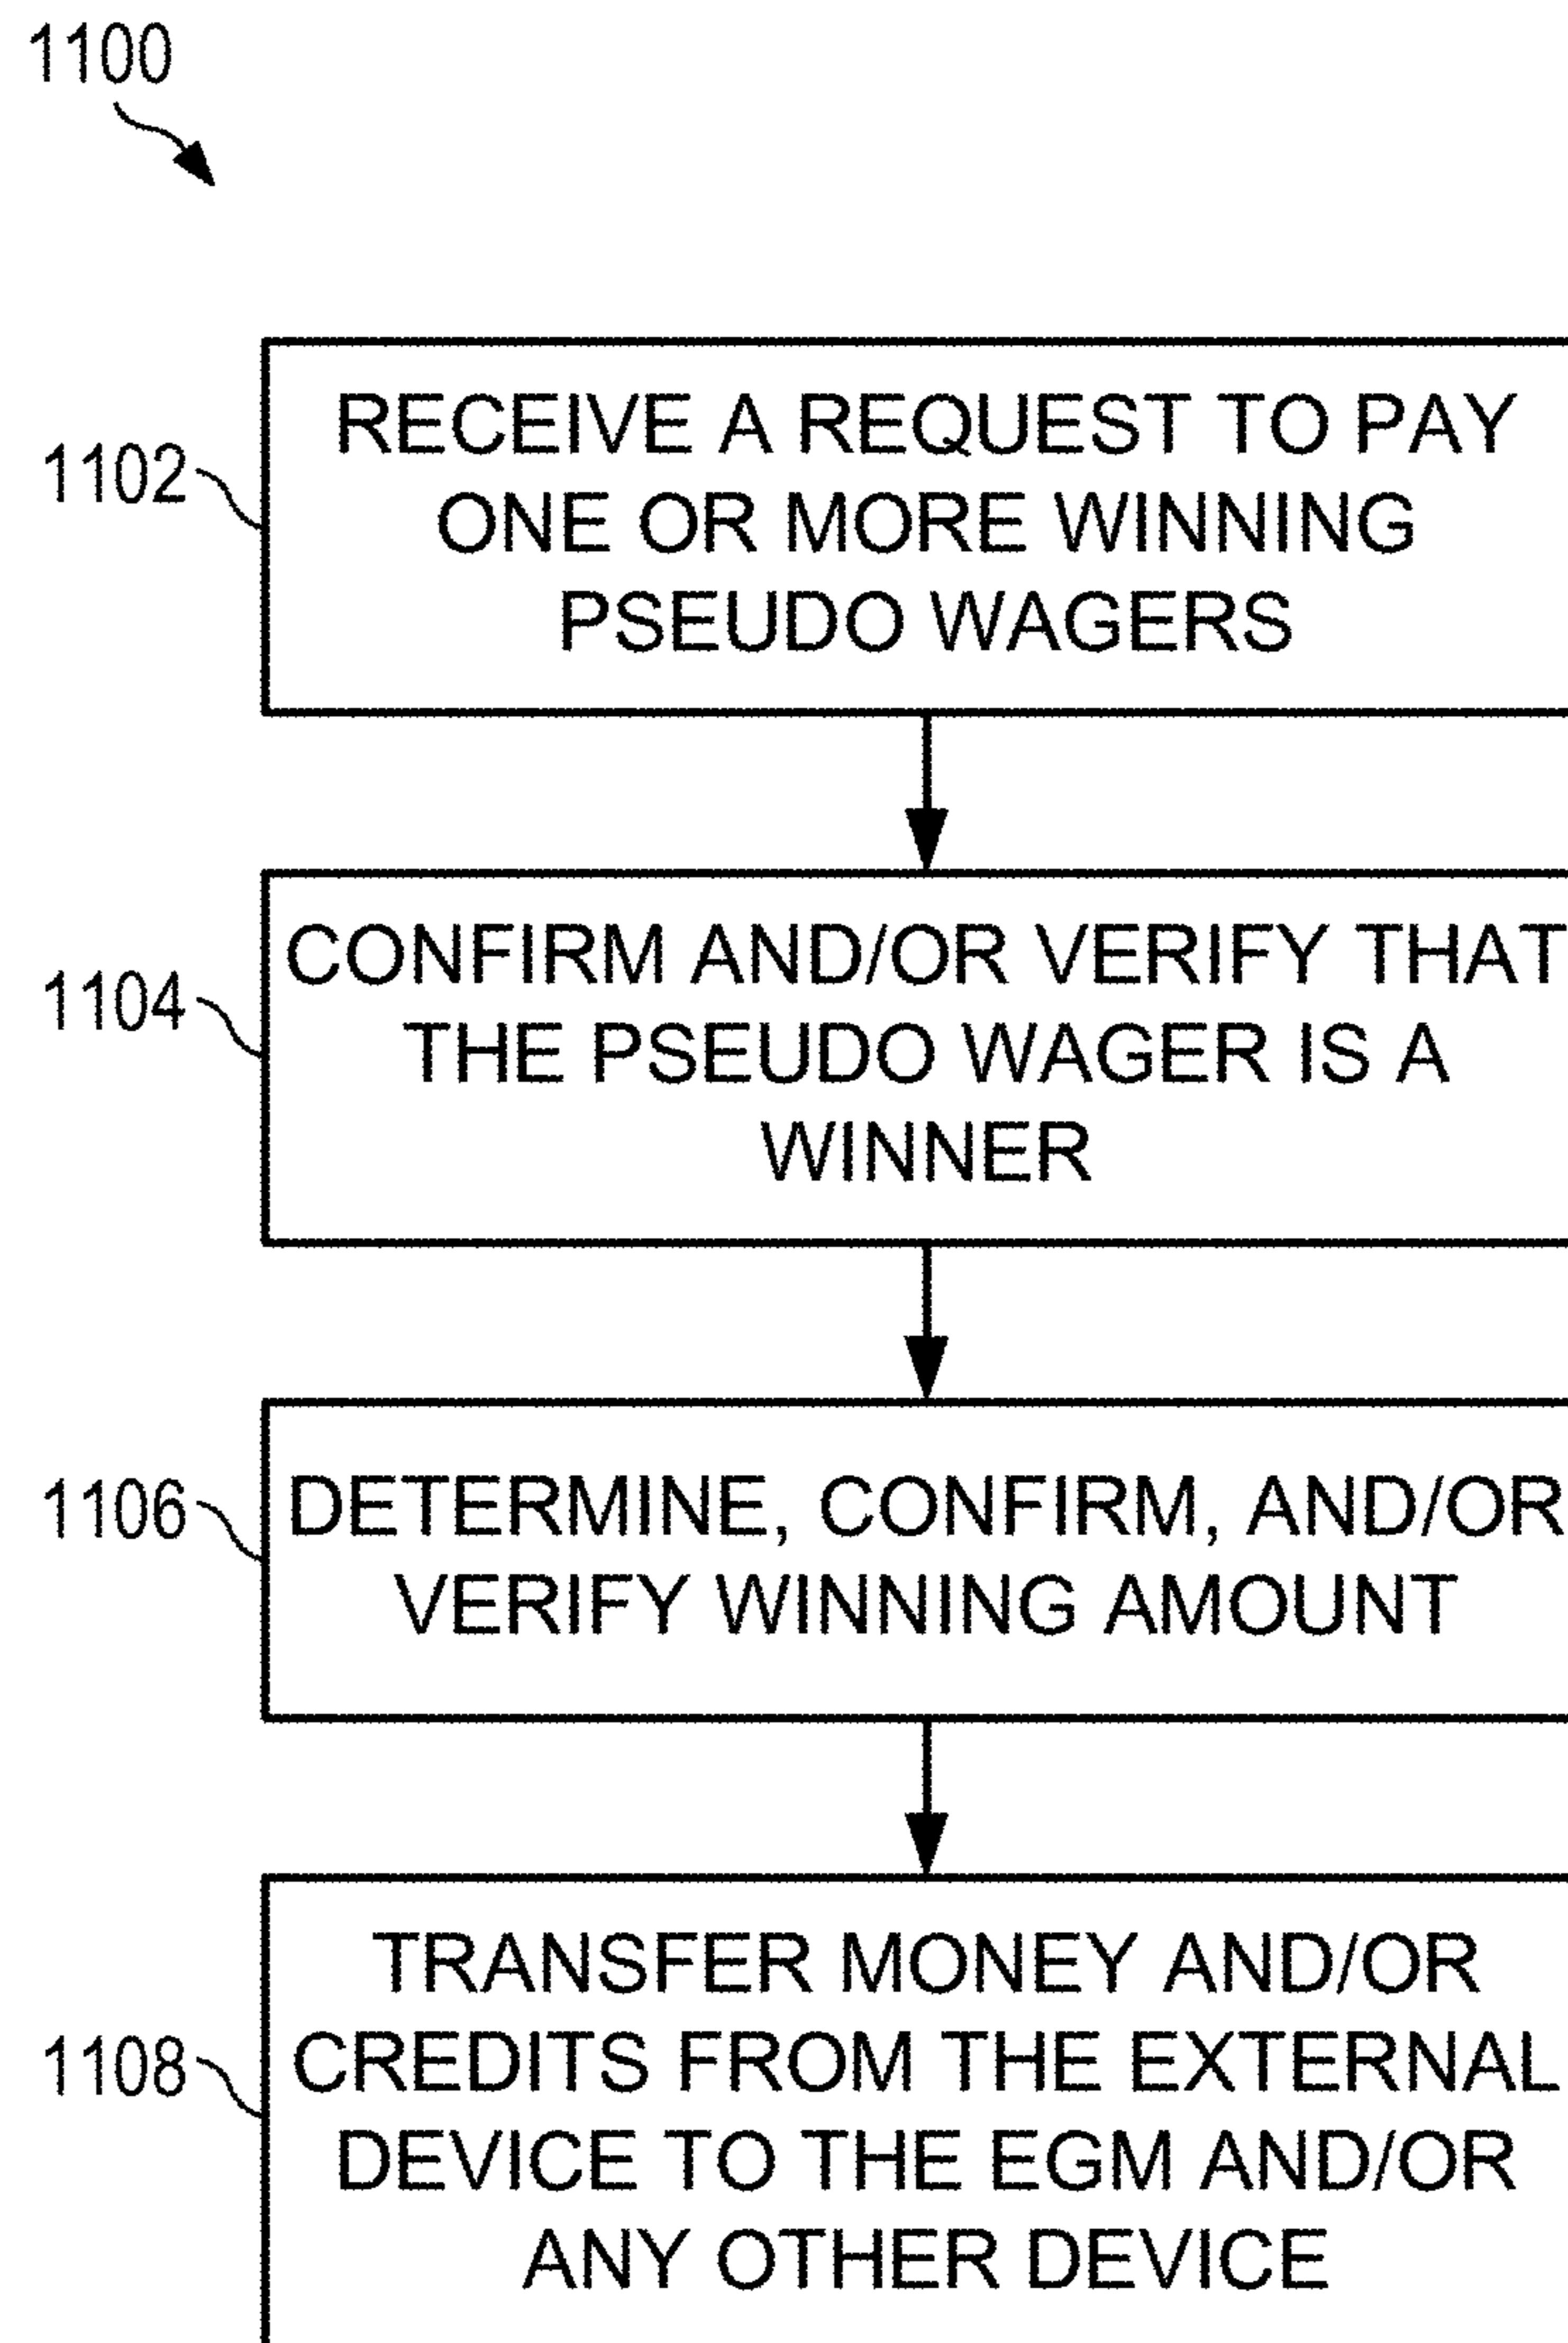 1100
1102
RECEIVE A REQUEST TO PAY
ONE OR MORE WINNING
PSEUDO WAGERS
1104
CONFIRM AND/OR VERIFY THAT
THE PSEUDO WAGER IS A
WINNER
1106
DETERMINE, CONFIRM, AND/OR
VERIFY WINNING AMOUNT
1108
TRANSFER MONEY AND/OR
CREDITS FROM THE EXTERNAL
DEVICE TO THE EGM AND/OR
ANY OTHER DEVICE